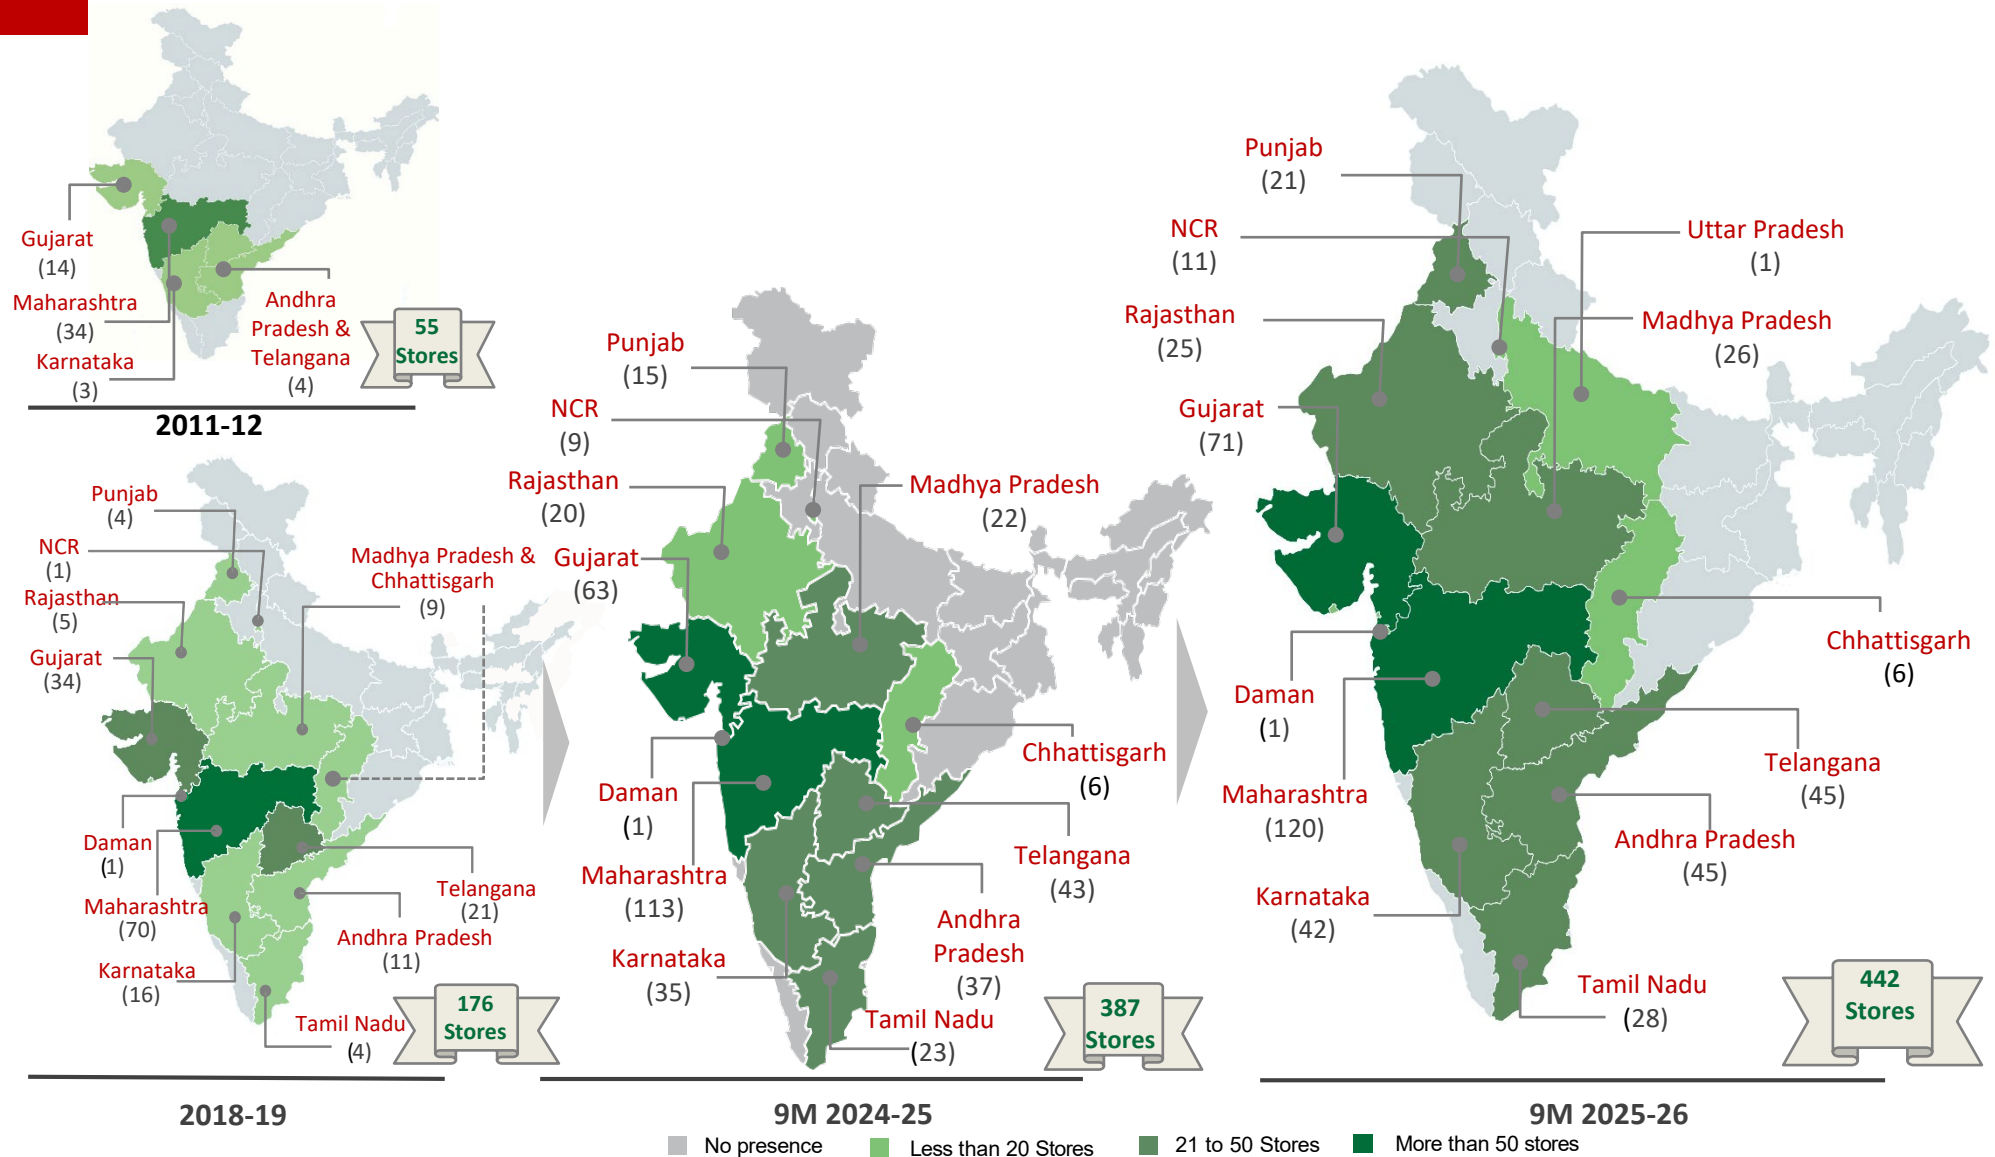 Gujarat
(14)
Maharashtra
(34)
Karnataka
(3)
Andhra
Pradesh &
Telangana
(4)
55
Stores
2011-12
Punjab
(4)
NCR
(1)
Rajasthan
(5)
Gujarat
(34)
Madhya Pradesh &
Chhattisgarh
(9)
Daman
(1)
Maharashtra
(70)
Karnataka
(16)
Telangana
(21)
Andhra Pradesh
(11)
Tamil Nadu
(4)
176
Stores
2018-19
Punjab
(15)
NCR
(9)
Rajasthan
(20)
Gujarat
(63)
Madhya Pradesh
(22)
Chhattisgarh
(6)
Daman
(1)
Maharashtra
(113)
Karnataka
(35)
Telangana
(43)
Andhra
Pradesh
(37)
Tamil Nadu
(23)
387
Stores
9M 2024-25
Punjab
(21)
NCR
(11)
Rajasthan
(25)
Gujarat
(71)
Uttar Pradesh
(1)
Madhya Pradesh
(26)
Chhattisgarh
(6)
Daman
(1)
Maharashtra
(120)
Karnataka
(42)
Telangana
(45)
Andhra Pradesh
(45)
Tamil Nadu
(28)
442
Stores
9M 2025-26
No presence
Less than 20 Stores
21 to 50 Stores
More than 50 stores